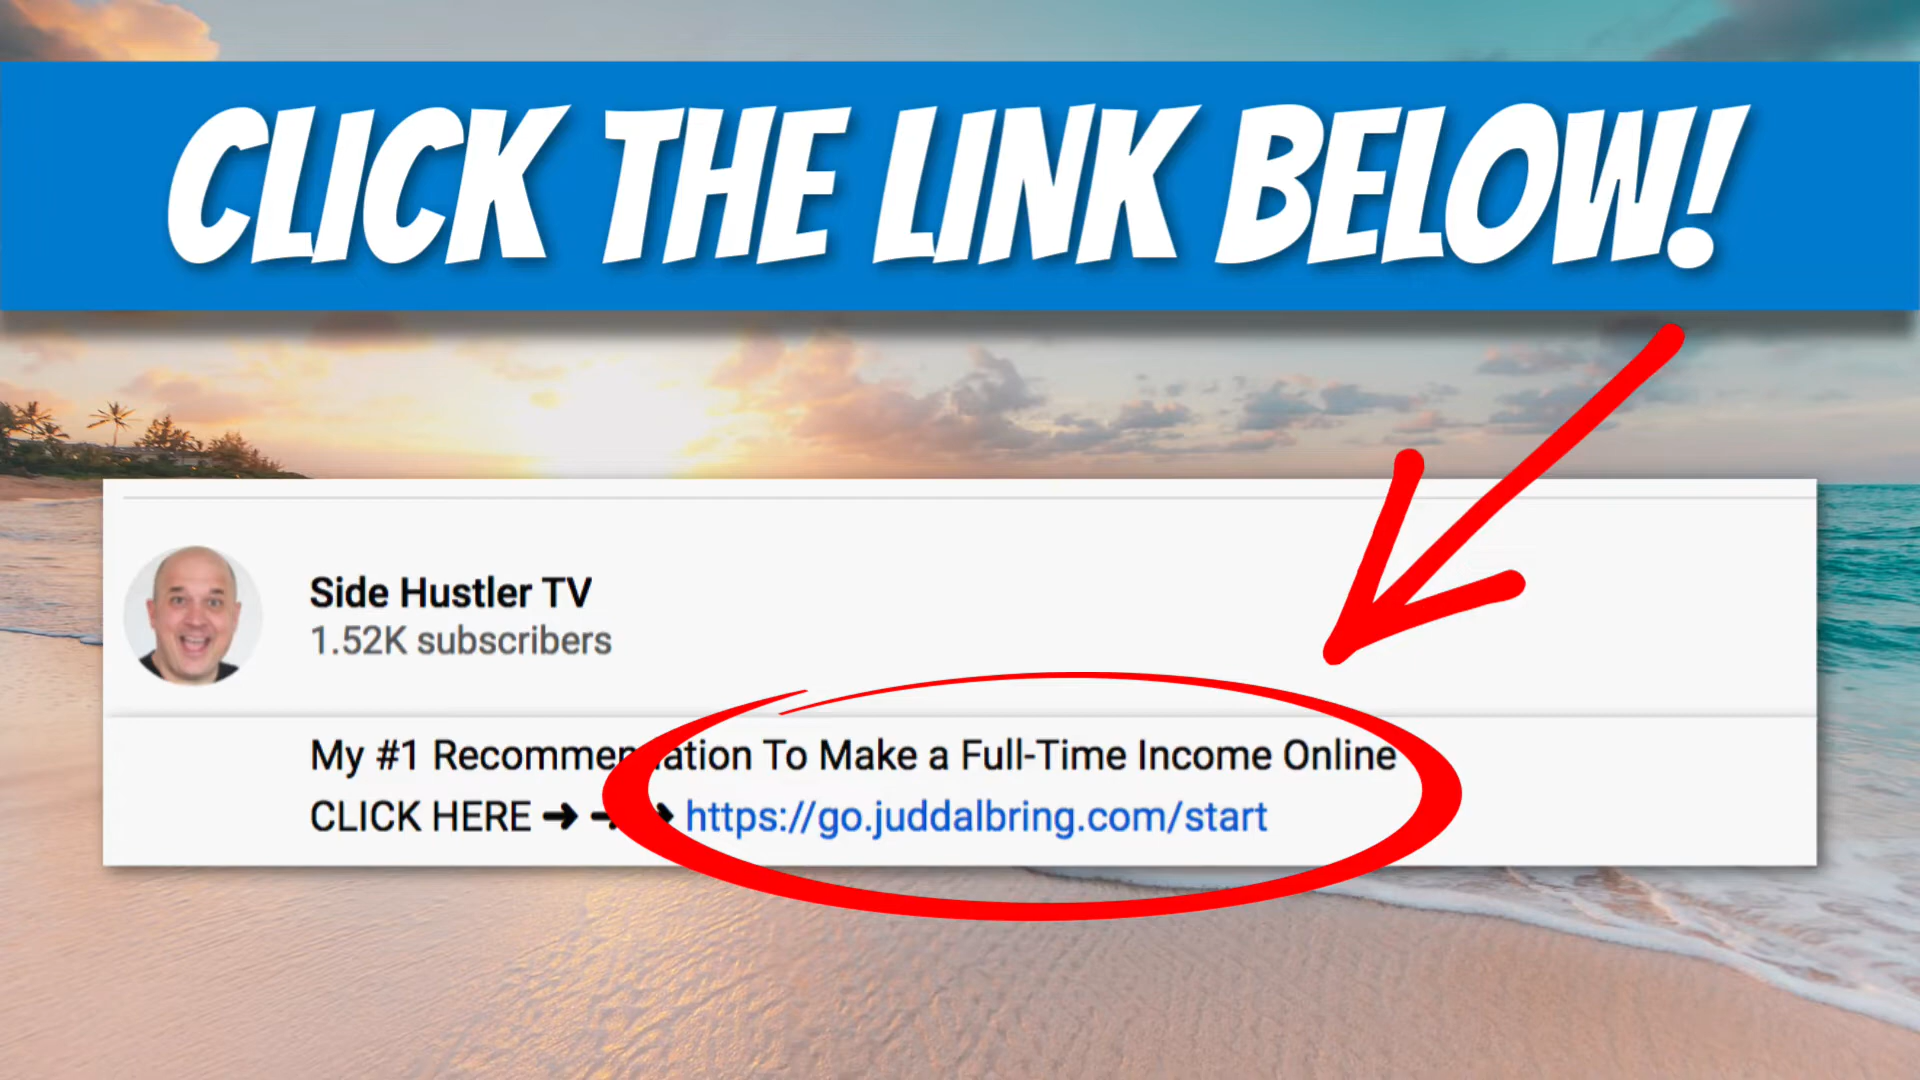 CLICK THE LINK BELOW!
Side Hustler TV
1.52K subscribers
My #1 Recommendation To Make a Full-Time Income Online
CLICK HERE ➔ ➔ ➔ https://go.juddalbring.com/start